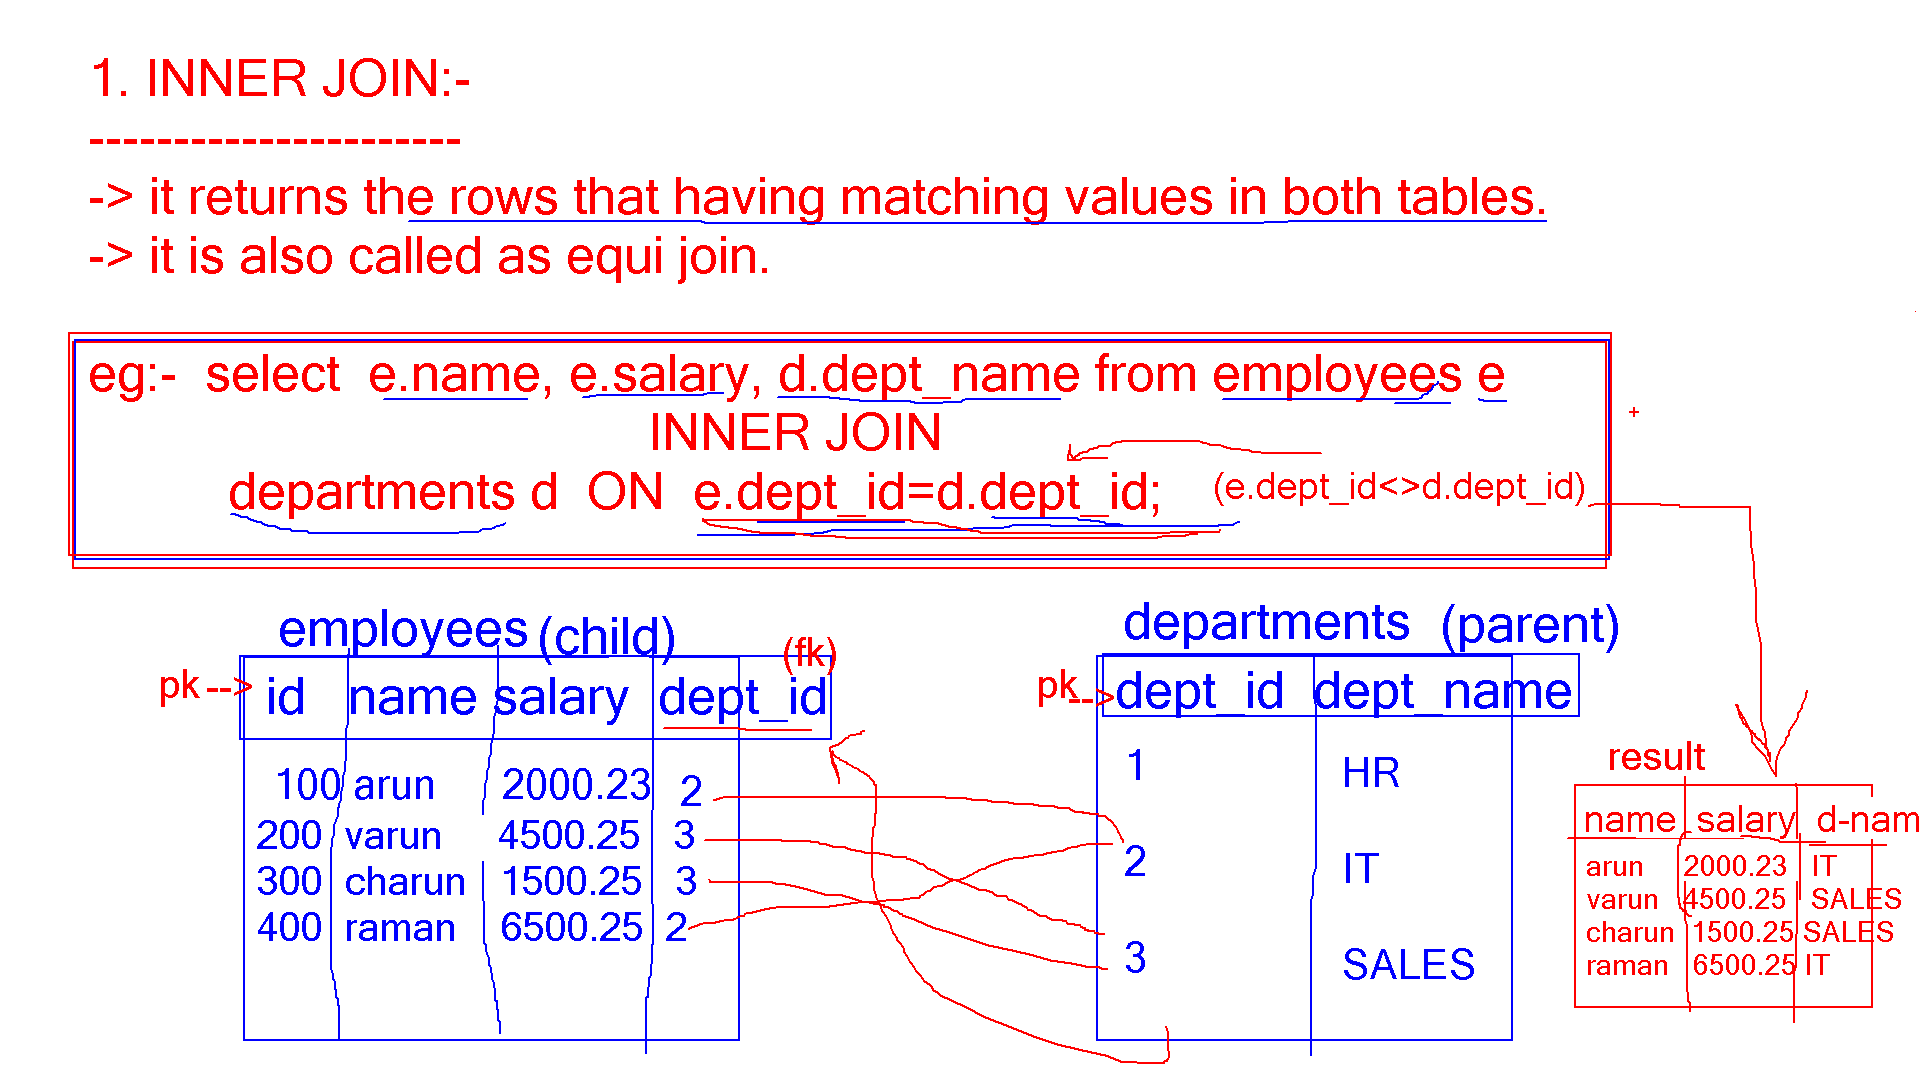 1. INNER JOIN:-
----------------------
-> it returns the rows that having matching values in both tables.
-> it is also called as equi join.
eg:- select e.name, e.salary, d.dept_name from employees e
INNER JOIN
departments d ON e.dept_id=d.dept_id; (e.dept_id<>d.dept_id)
employees (child)
(fk)
pk --> id name salary dept_id
100 arun 2000.23 2
200 varun 4500.25 3
300 charun 1500.25 3
400 raman 6500.25 2
departments (parent)
pk --> dept_id dept_name
1 HR
2 IT
3 SALES
result
name salary d-nam
arun 2000.23 IT
varun 4500.25 SALES
charun 1500.25 SALES
raman 6500.25 IT